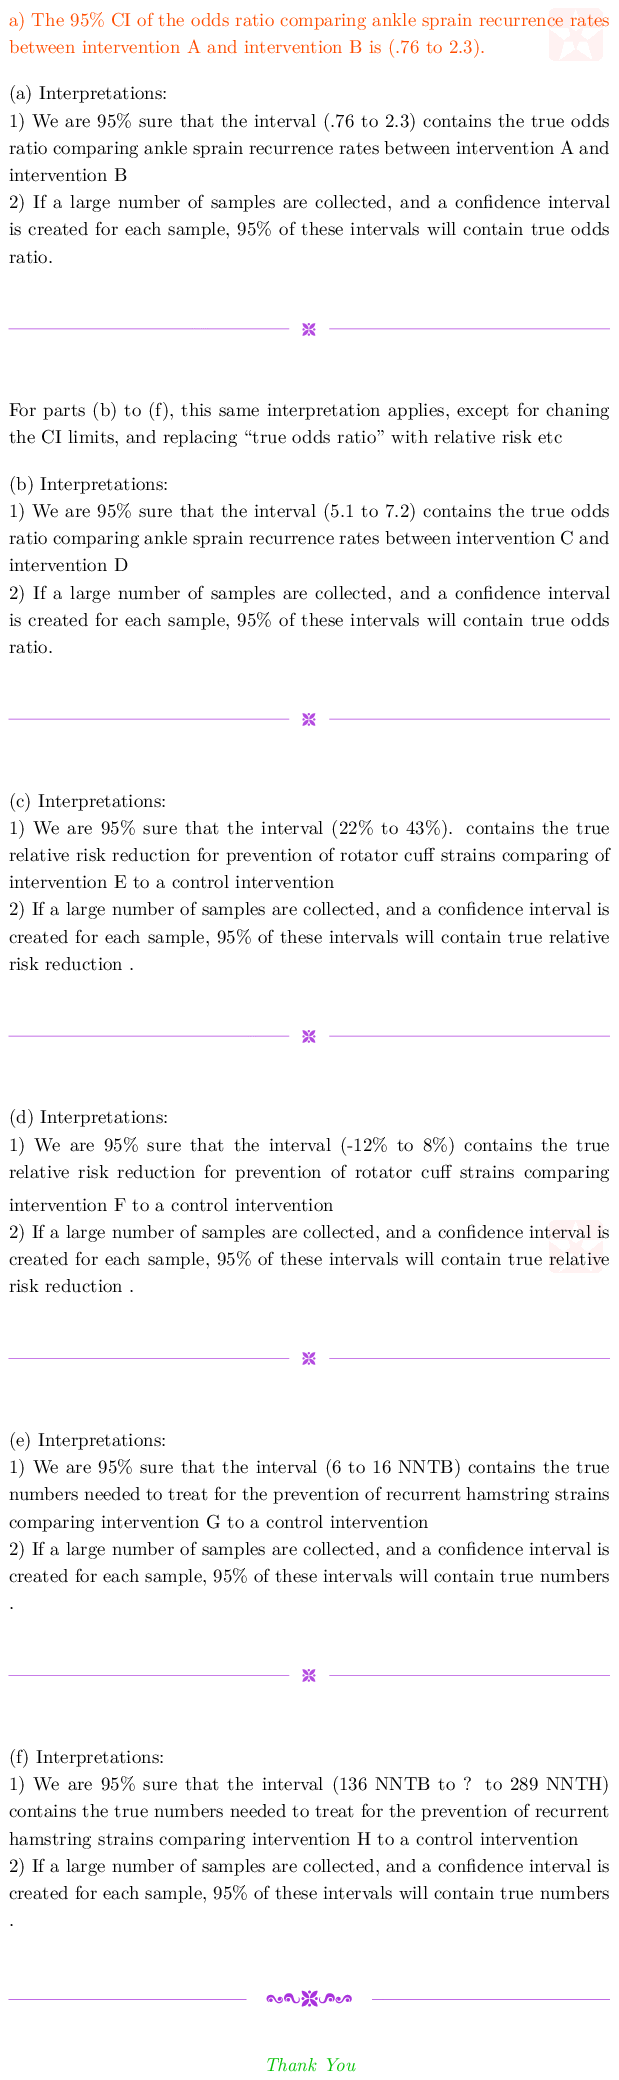 a) The 95% CI of the odds ratio comparing ankle sprain recurrence rates
between intervention A and intervention B is (.76 to 2.3).
(a) Interpretations:
1) We are 95% sure that the interval (.76 to 2.3) contains the true odds
ratio comparing ankle sprain recurrence rates between intervention A and
intervention B
2) If a large number of samples are collected, and a confidence interval
is created for each sample, 95% of these intervals will contain true odds
ratio.
For parts (b) to (f), this same interpretation applies, except for chaning
the CI limits, and replacing “true odds ratio” with relative risk etc
(b) Interpretations:
1) We are 95% sure that the interval (5.1 to 7.2) contains the true odds
ratio comparing ankle sprain recurrence rates between intervention C and
intervention D
2) If a large number of samples are collected, and a confidence interval
is created for each sample, 95% of these intervals will contain true odds
ratio.
(c) Interpretations:
1) We are 95% sure that the interval (22% to 43%). contains the true
relative risk reduction for prevention of rotator cuff strains comparing of
intervention E to a control intervention
2) If a large number of samples are collected, and a confidence interval is
created for each sample, 95% of these intervals will contain true relative
risk reduction .
(d) Interpretations:
1) We are 95% sure that the interval (-12% to 8%) contains the true
relative risk reduction for prevention of rotator cuff strains comparing
intervention F to a control intervention
2) If a large number of samples are collected, and a confidence interval is
created for each sample, 95% of these intervals will contain true relative
risk reduction .
(e) Interpretations:
1) We are 95% sure that the interval (6 to 16 NNTB) contains the true
numbers needed to treat for the prevention of recurrent hamstring strains
comparing intervention G to a control intervention
2) If a large number of samples are collected, and a confidence interval is
created for each sample, 95% of these intervals will contain true numbers
.
(f) Interpretations:
1) We are 95% sure that the interval (136 NNTB to ? to 289 NNTH)
contains the true numbers needed to treat for the prevention of recurrent
hamstring strains comparing intervention H to a control intervention
2) If a large number of samples are collected, and a confidence interval is
created for each sample, 95% of these intervals will contain true numbers
.
Thank You